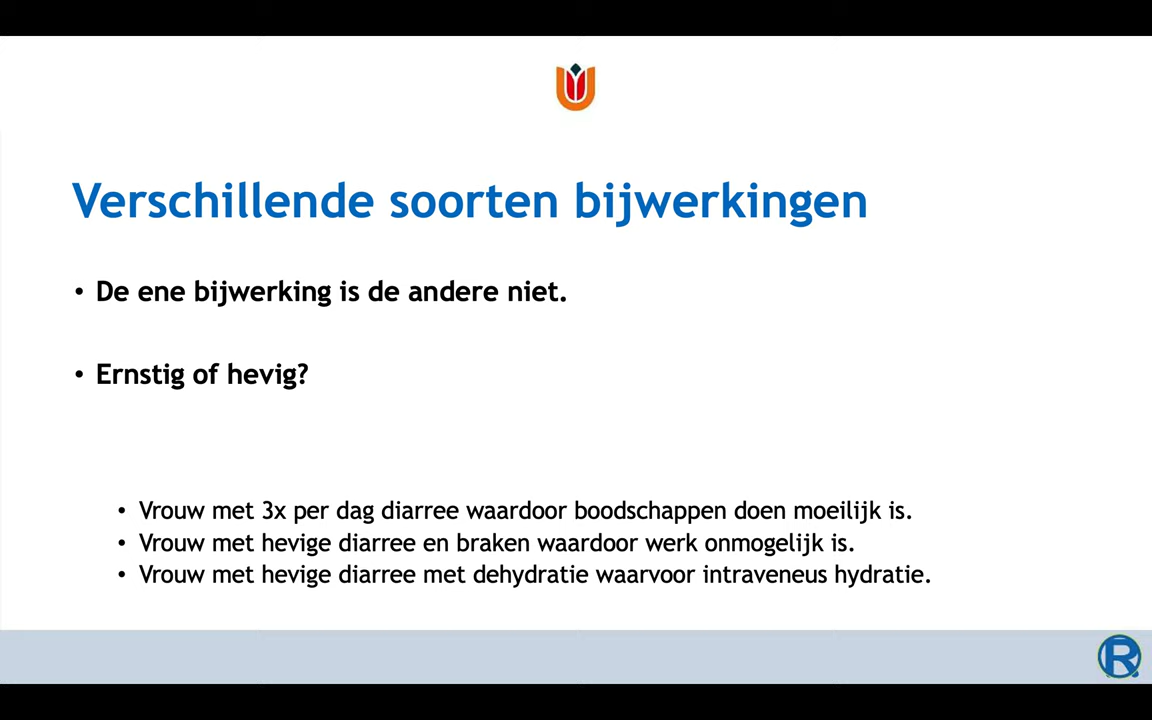 Verschillende soorten bijwerkingen
• De ene bijwerking is de andere niet.
• Ernstig of hevig?
• Vrouw met 3x per dag diarree waardoor boodschappen doen moeilijk is.
• Vrouw met hevige diarree en braken waardoor werk onmogelijk is.
• Vrouw met hevige diarree met dehydratie waarvoor intraveneus hydratie.
R